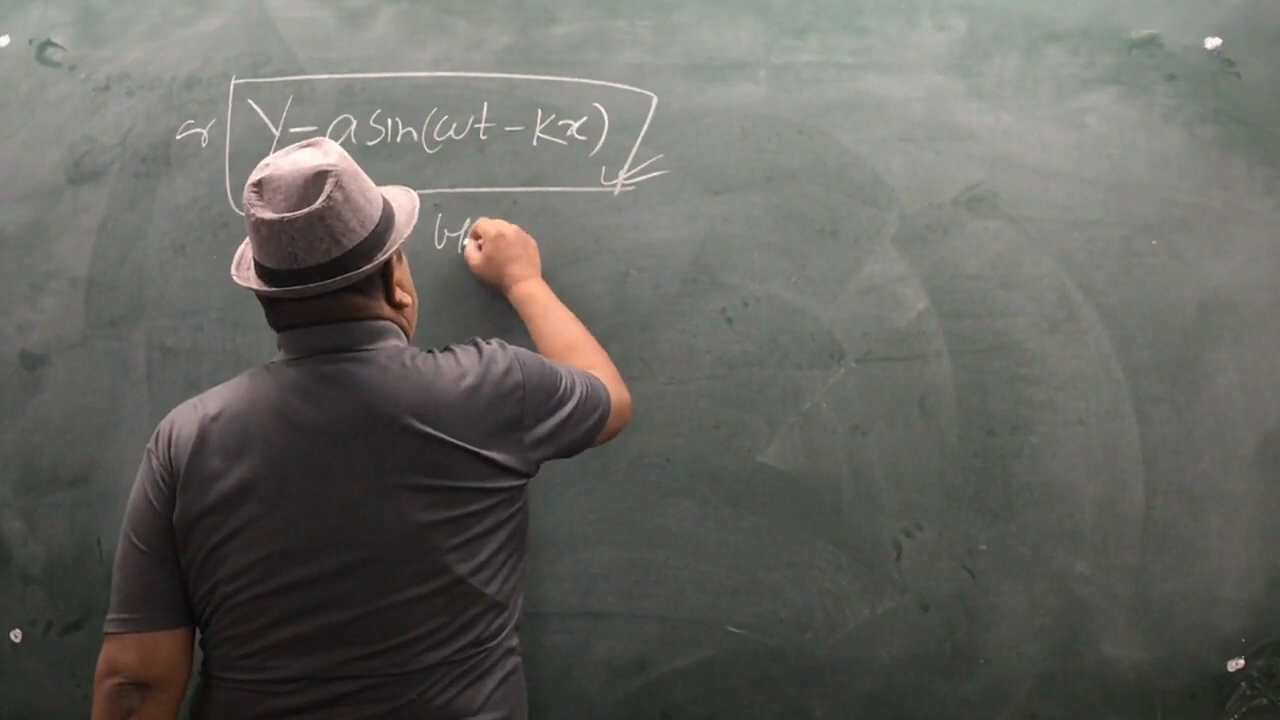 or Y = a sin(ωt - kx)